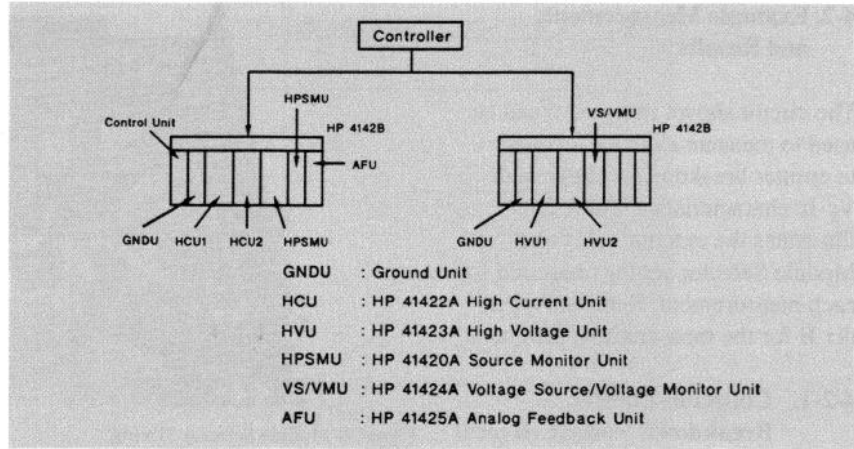 Controller
HPSMU
VS/VMU
Control Unit
HP 4142B
HP 4142B
AFU
GNDU HCU1 HCU2 HPSMU
GNDU HVU1 HVU2
GNDU : Ground Unit
HCU : HP 41422A High Current Unit
HVU : HP 41423A High Voltage Unit
HPSMU : HP 41420A Source Monitor Unit
VS/VMU : HP 41424A Voltage Source/Voltage Monitor Unit
AFU : HP 41425A Analog Feedback Unit